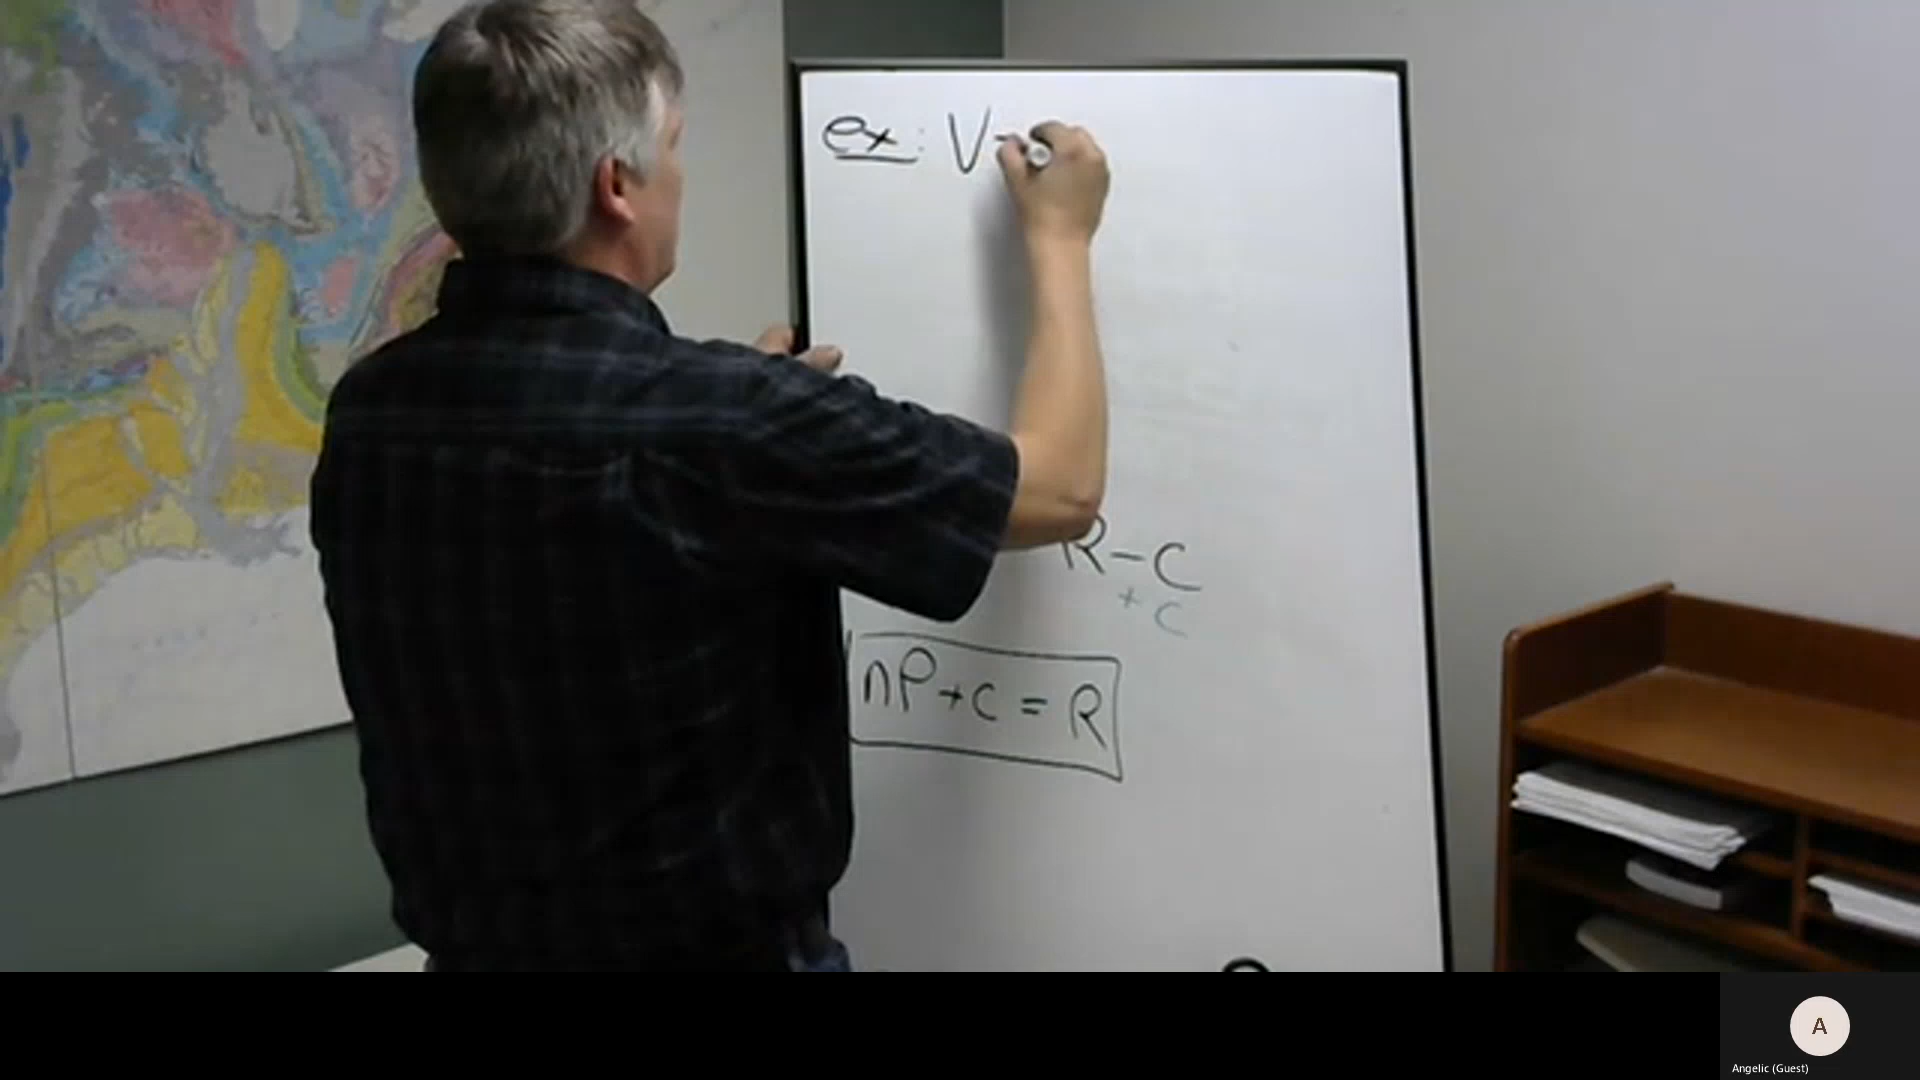 ex: V=
R-C
+C
nP+c=R
A
Angelic (Guest)